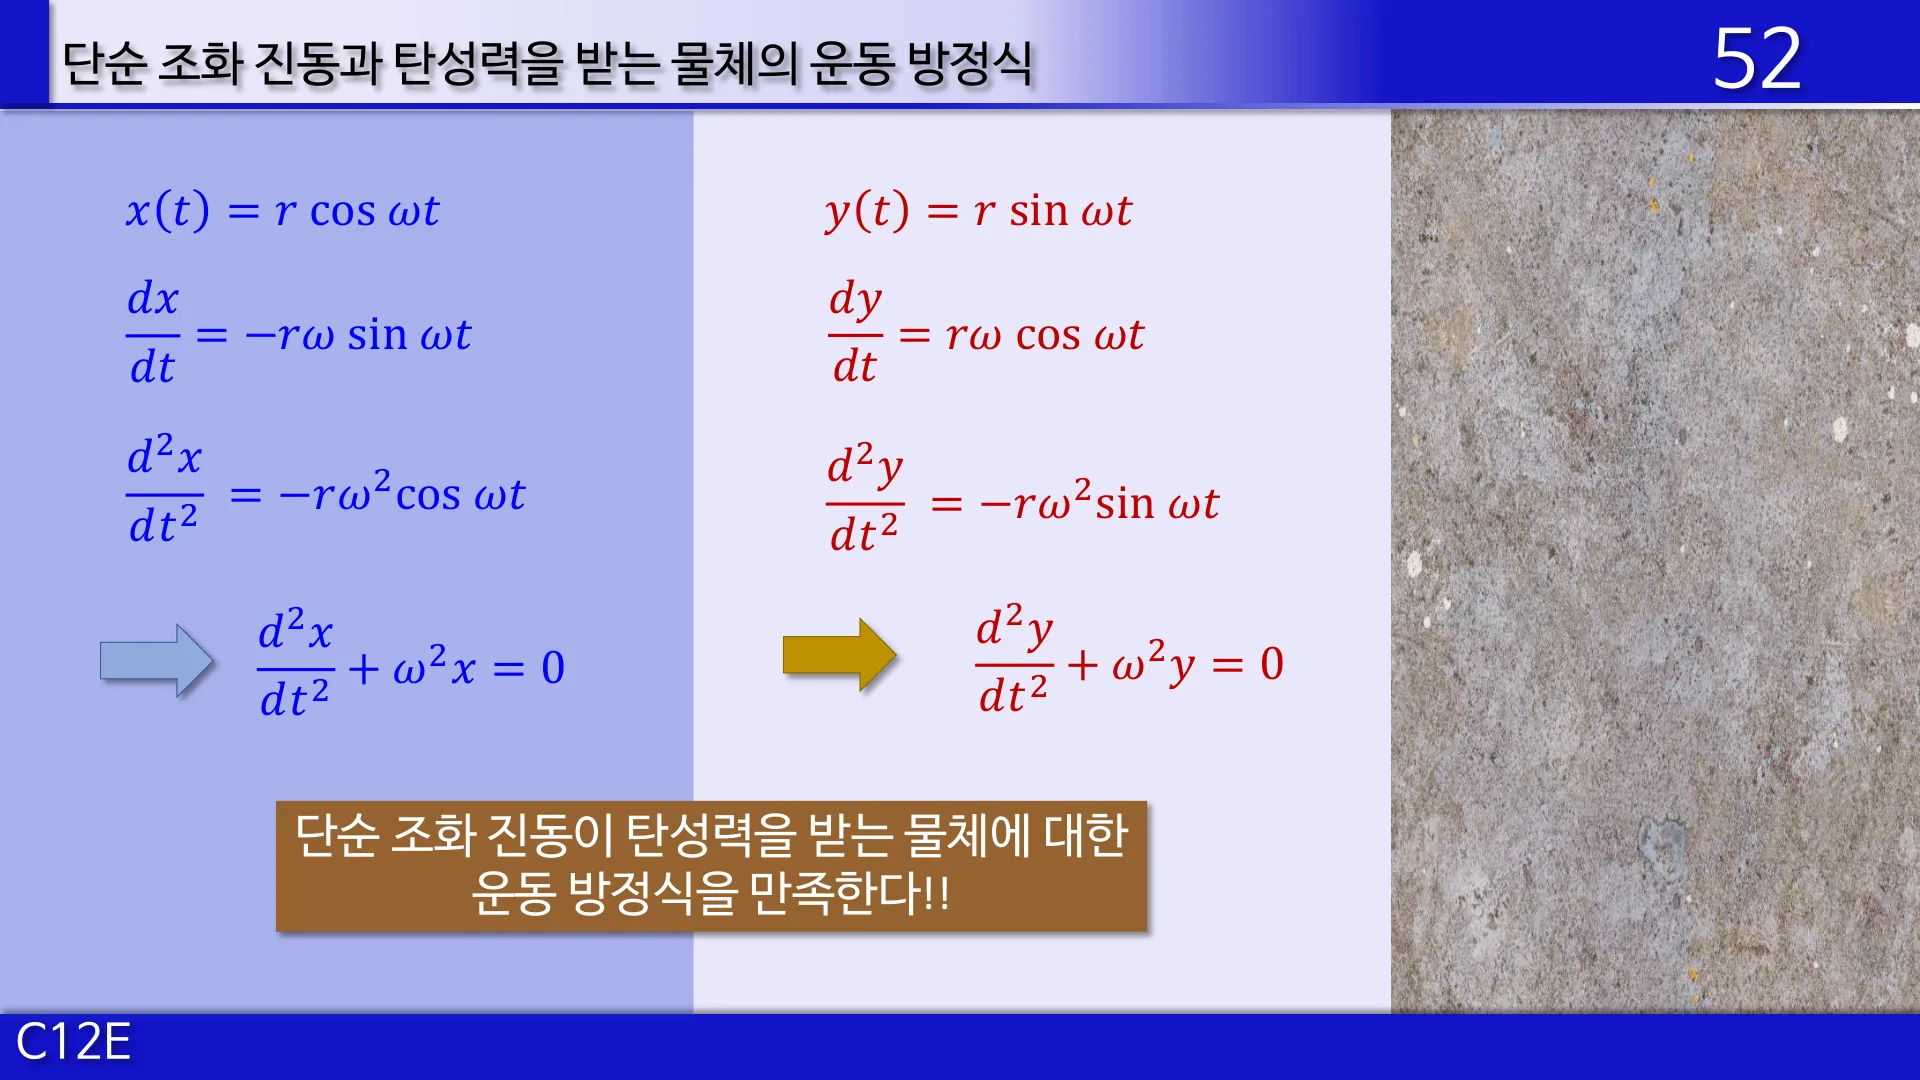 단순 조화 진동과 탄성력을 받는 물체의 운동 방정식
52
x(t) = r cos ωt
dx/dt = −rω sin ωt
d²x/dt² = −rω²cos ωt
d²x/dt² + ω²x = 0
y(t) = r sin ωt
dy/dt = rω cos ωt
d²y/dt² = −rω²sin ωt
d²y/dt² + ω²y = 0
단순 조화 진동이 탄성력을 받는 물체에 대한
운동 방정식을 만족한다!!
C12E